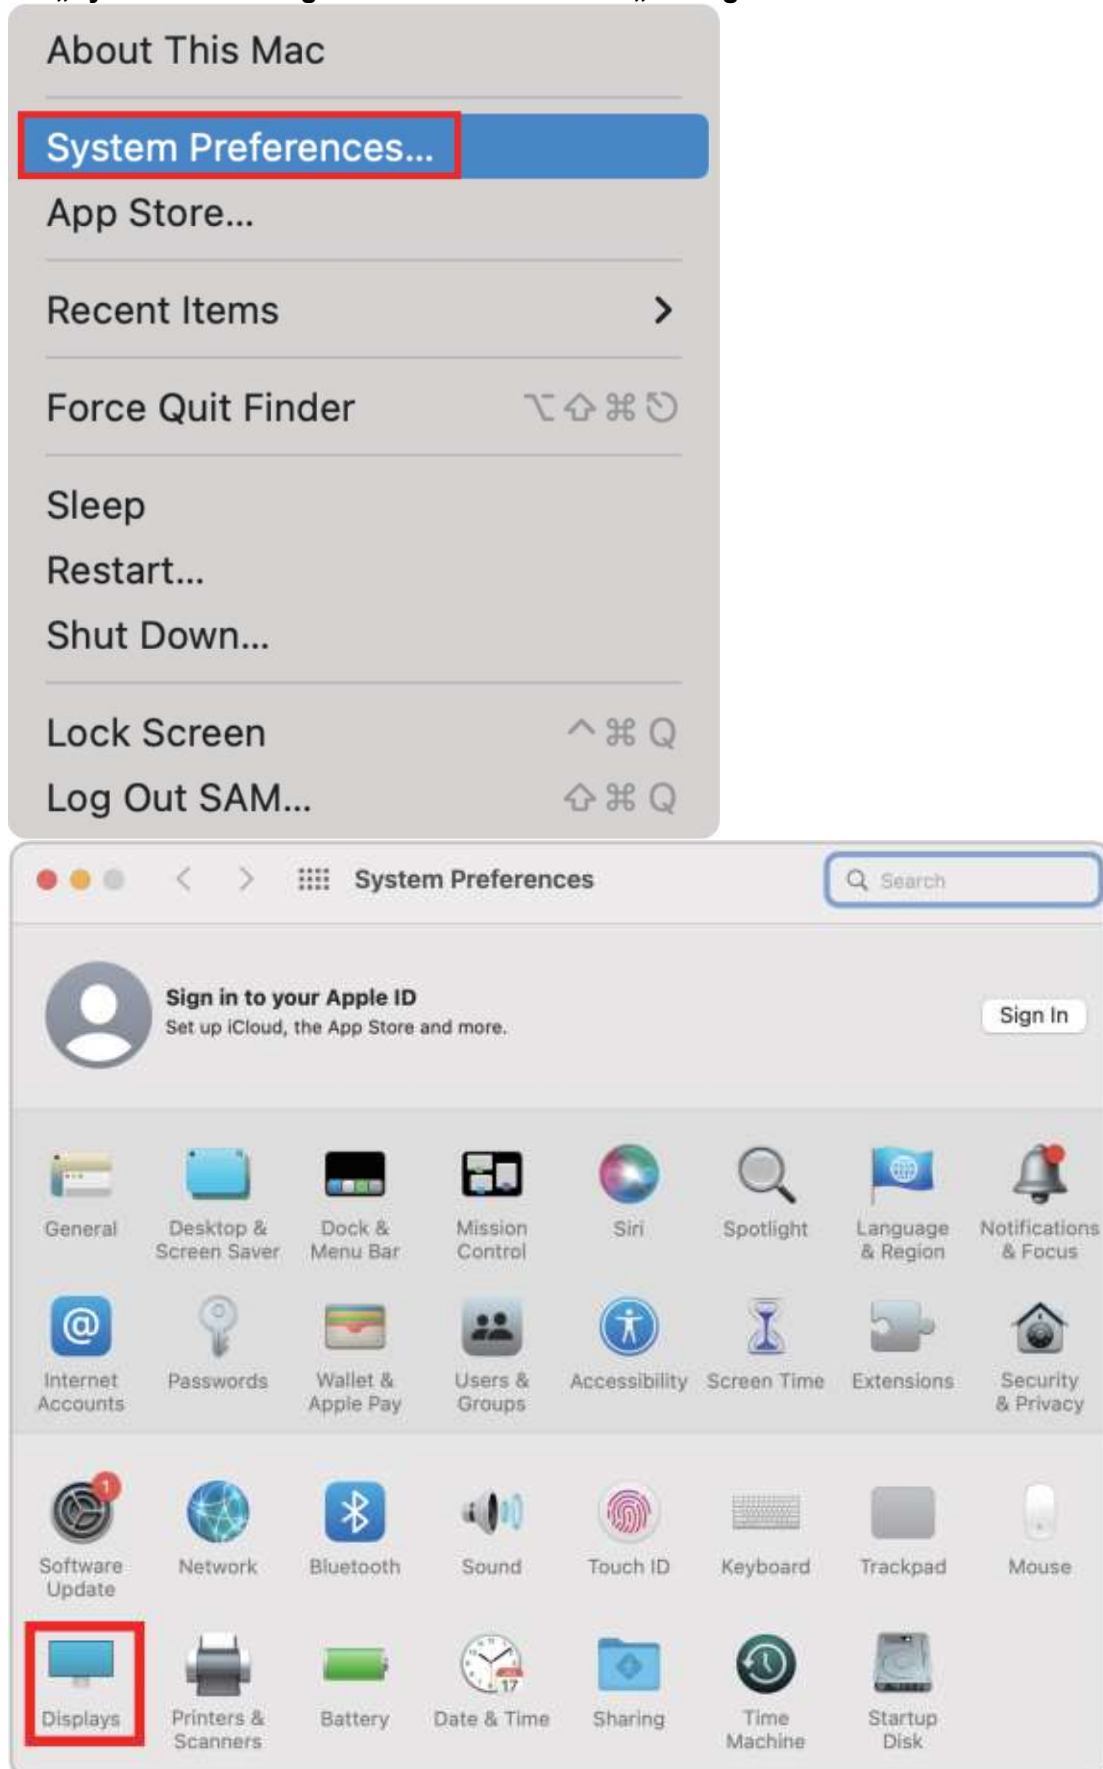 About This Mac
System Preferences...
App Store...
Recent Items >
Force Quit Finder ⌥⇧⌘⎋
Sleep
Restart...
Shut Down...
Lock Screen ^⌘Q
Log Out SAM... ⇧⌘Q
System Preferences Search
Sign in to your Apple ID
Set up iCloud, the App Store and more.
Sign In
General
Desktop &
Screen Saver
Dock &
Menu Bar
Mission
Control
Siri
Spotlight
Language
& Region
Notifications
& Focus
@
Internet
Accounts
Passwords
Wallet &
Apple Pay
Users &
Groups
Accessibility
Screen Time
Extensions
Security
& Privacy
1
Software
Update
Network
Bluetooth
Sound
Touch ID
Keyboard
Trackpad
Mouse
Displays
Printers &
Scanners
Battery
17
Date & Time
Sharing
Time
Machine
Startup
Disk